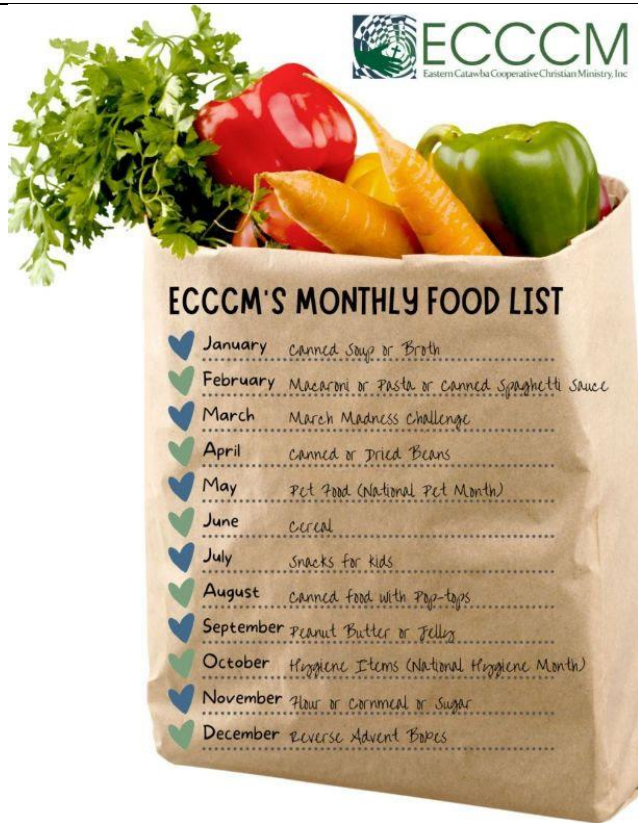 ECCCM
Eastern Catawba Cooperative Christian Ministry, Inc
ECCCM'S MONTHLY FOOD LIST
January Canned Soup or Broth
February Macaroni or Pasta or Canned Spaghetti Sauce
March March Madness Challenge
April Canned or Dried Beans
May Pet Food (National Pet Month)
June Cereal
July Snacks for kids
August Canned food with Pop-tops
September Peanut Butter or Jelly
October Hygiene Items (National Hygiene Month)
November Flour or Cornmeal or Sugar
December Reverse Advent Boxes